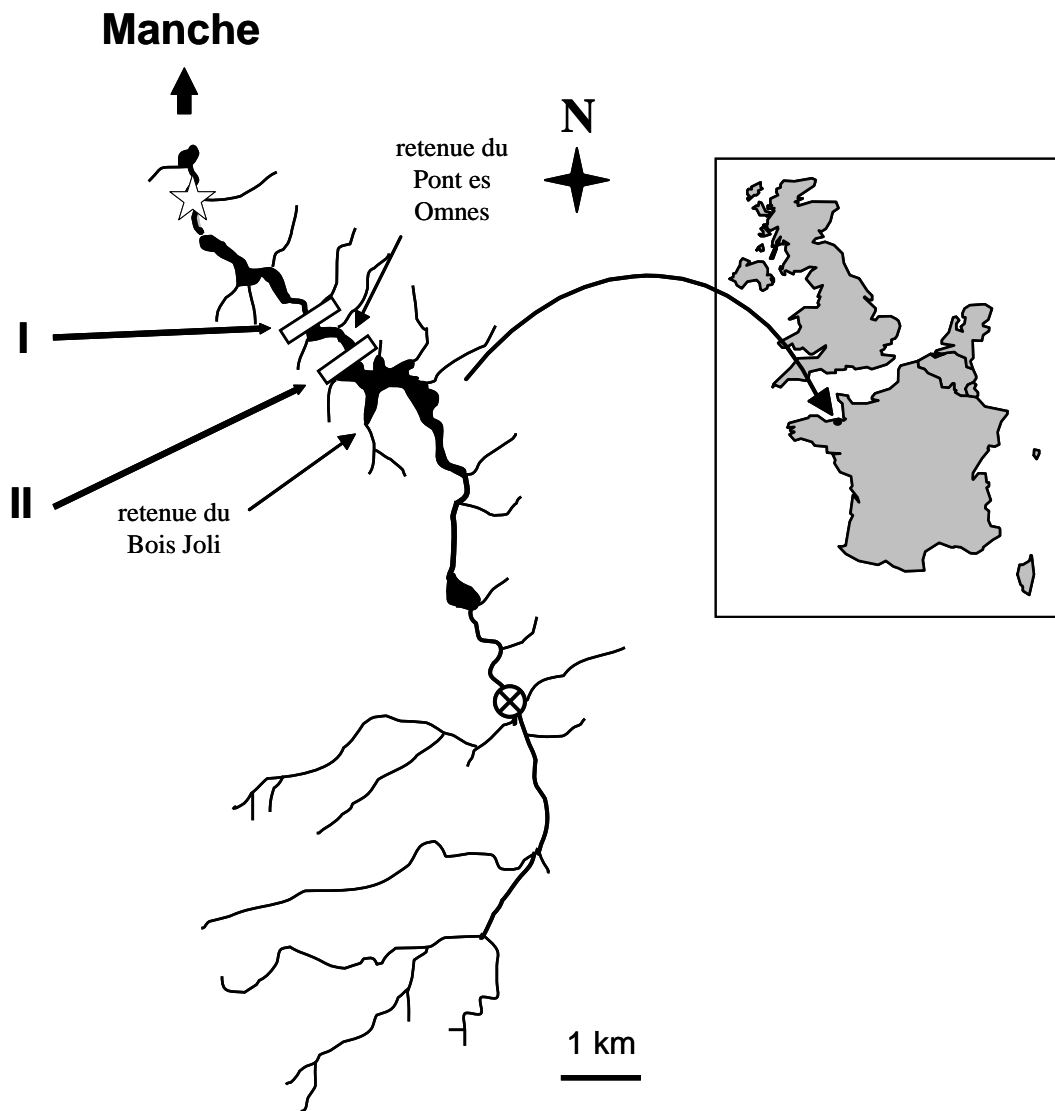 Manche
N
retenue du
Pont es
Omnes
I
II
retenue du
Bois Joli
1 km